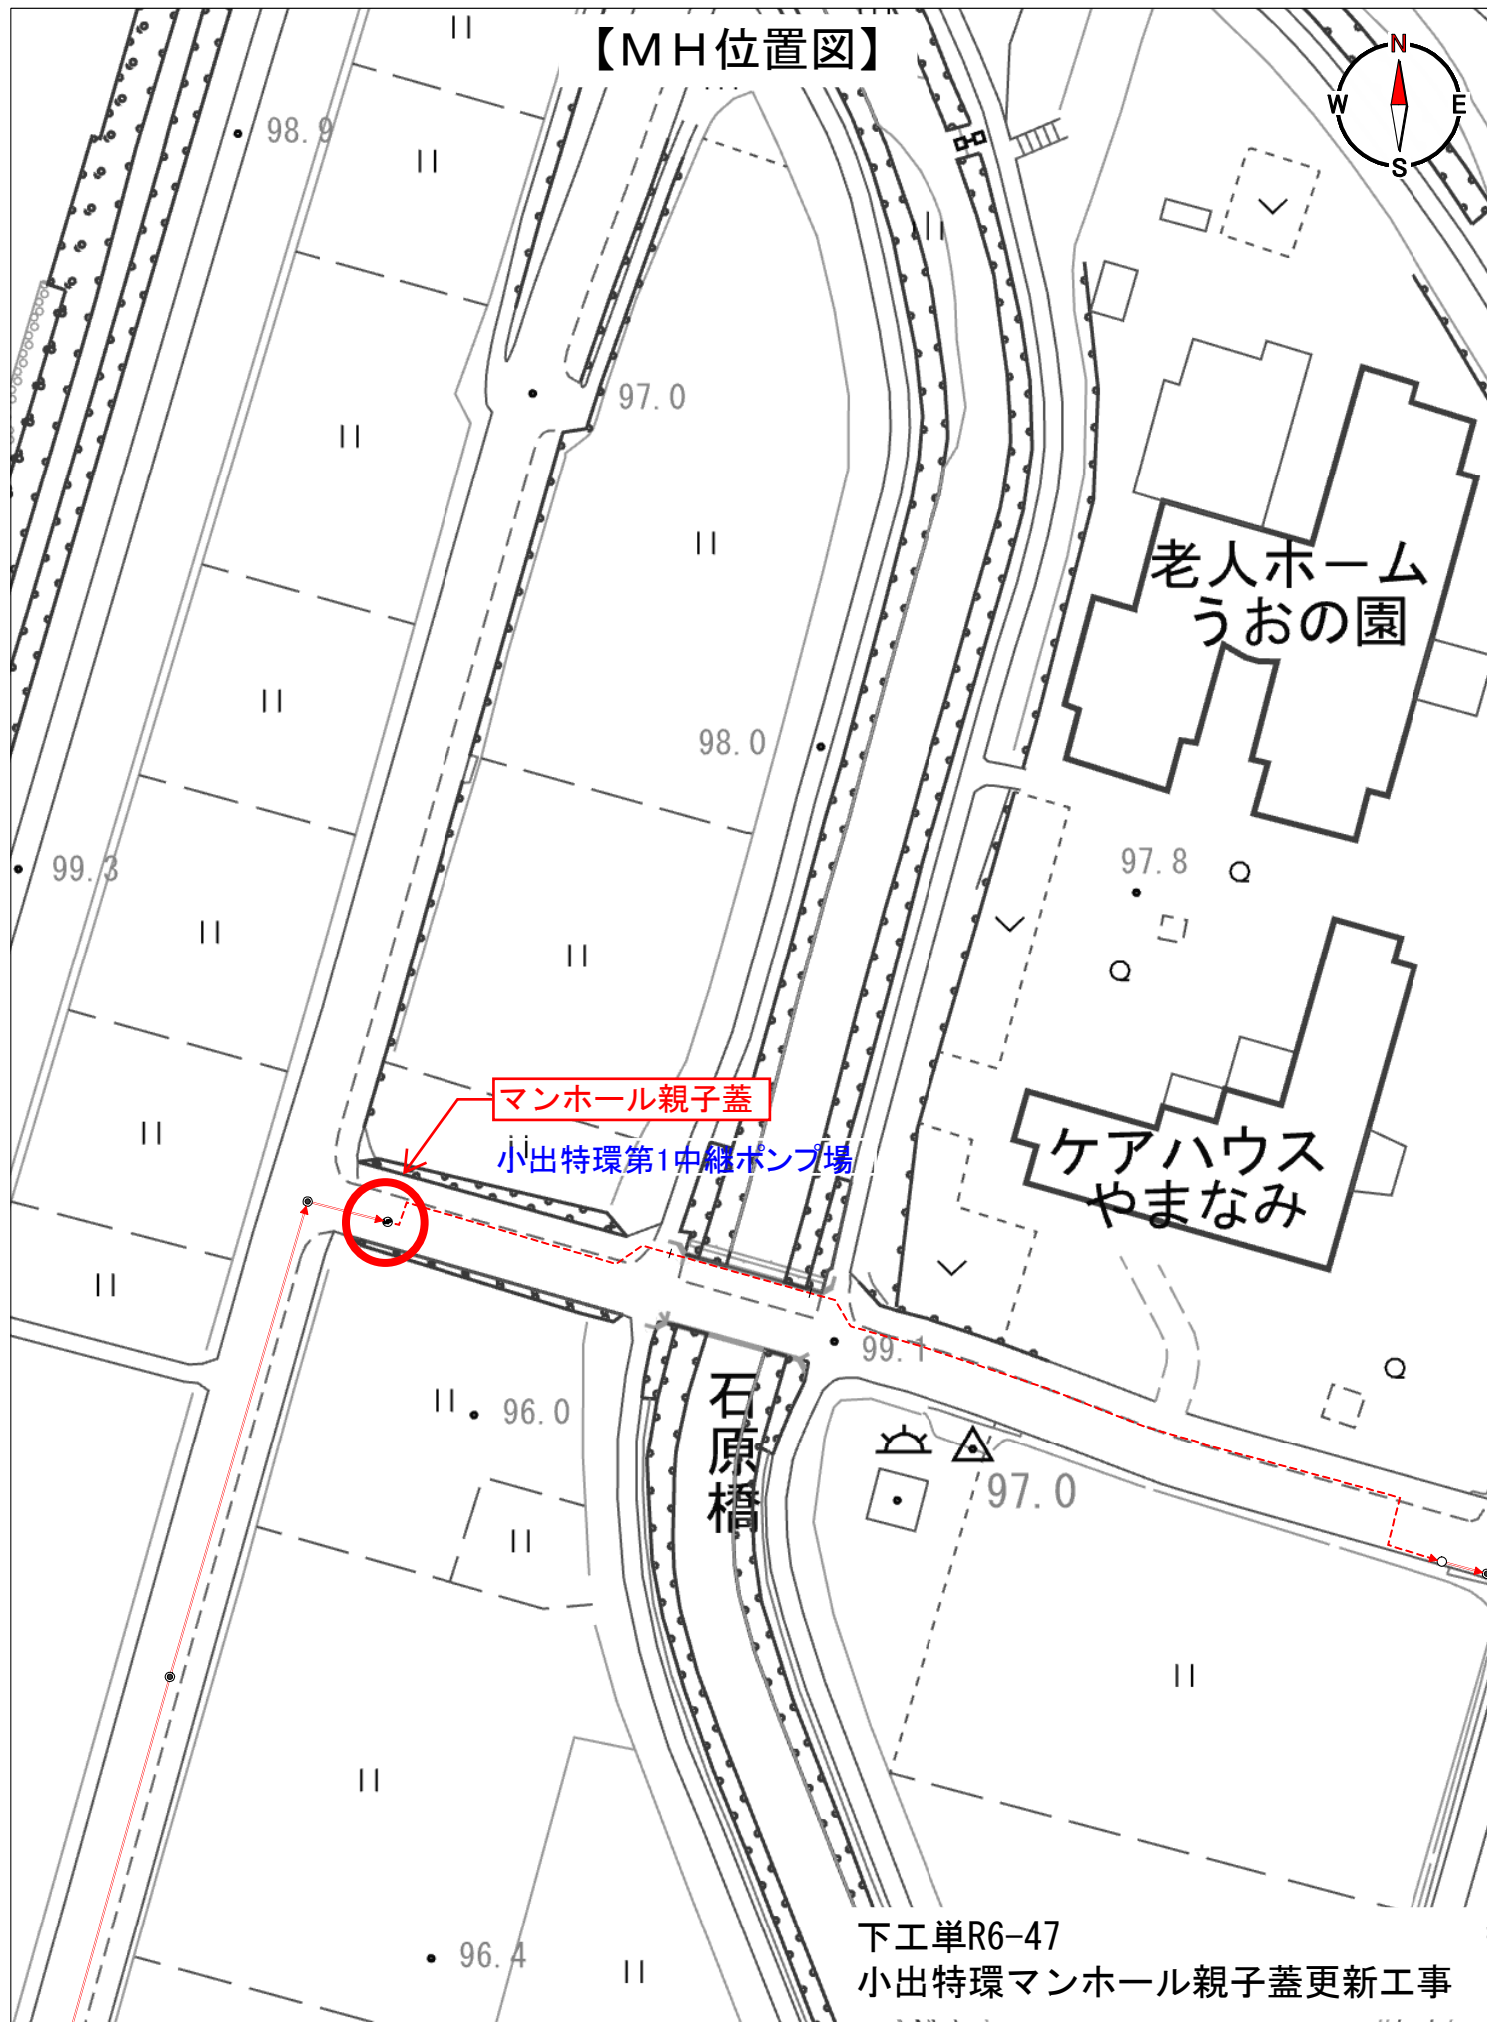 【ＭＨ位置図】
N
W E
S
98.9
97.0
老人ホーム
うおの園
98.0
97.8
99.3
マンホール親子蓋
小出特環第1中継ポンプ場
ケアハウス
やまなみ
99.1
96.0
石原橋
97.0
96.4
下工単R6-47
小出特環マンホール親子蓋更新工事